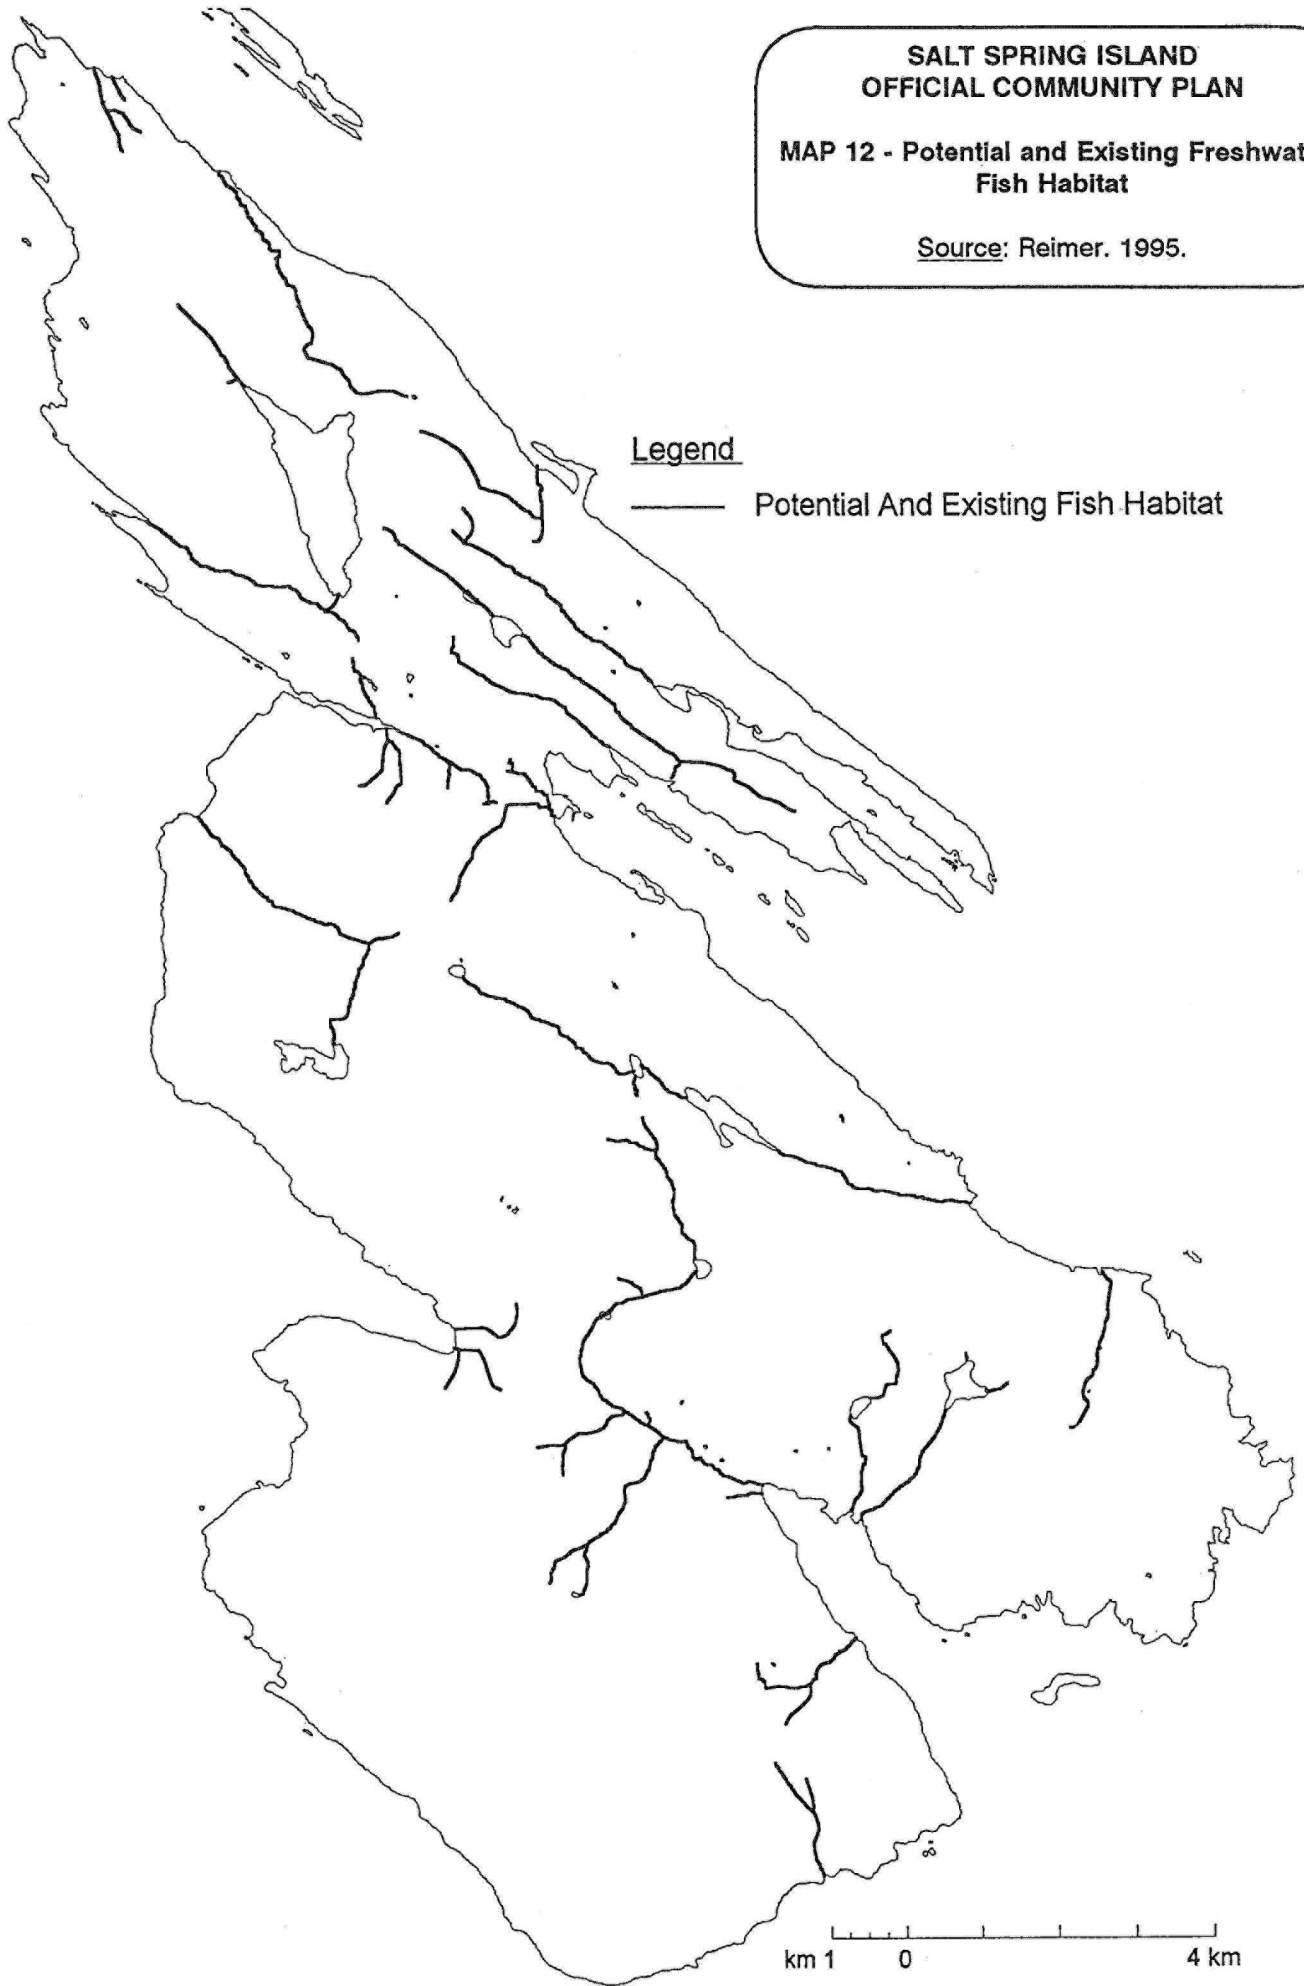 SALT SPRING ISLAND
OFFICIAL COMMUNITY PLAN
MAP 12 - Potential and Existing Freshwat
Fish Habitat
Source: Reimer. 1995.
Legend
Potential And Existing Fish Habitat
km 1 0 4 km